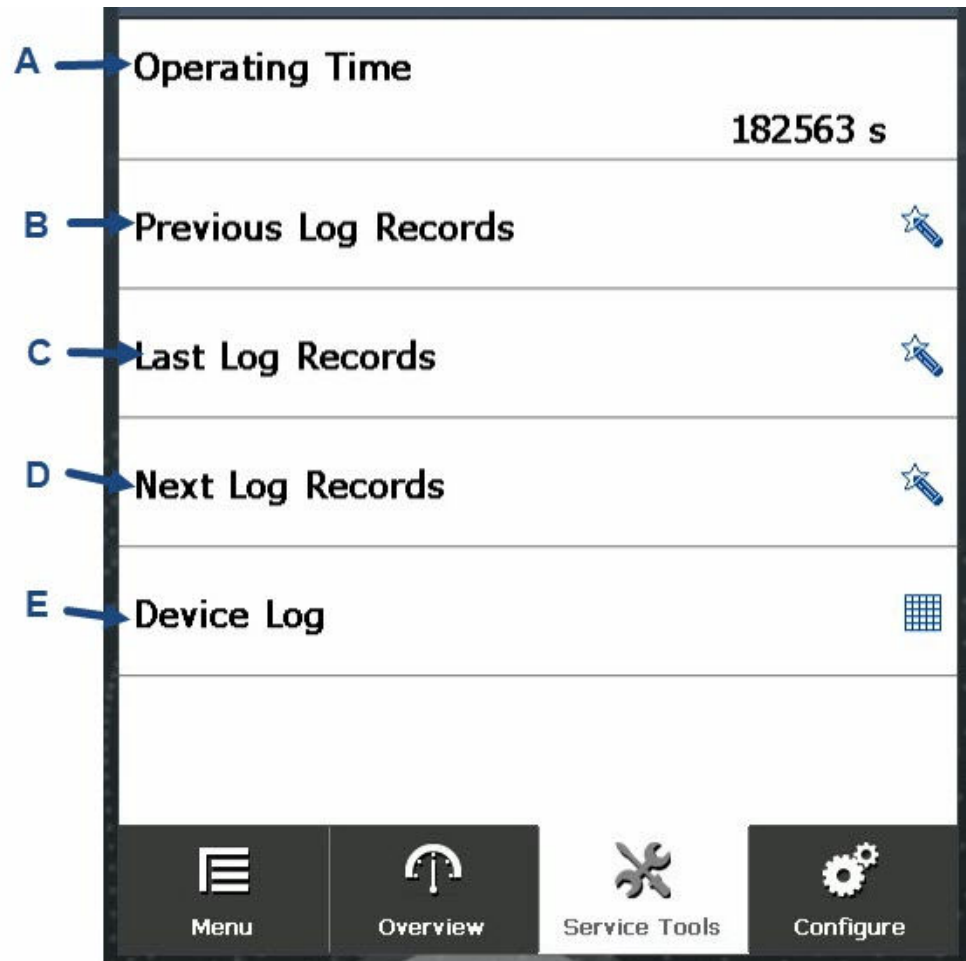 A Operating Time
182563 s
B Previous Log Records
C Last Log Records
D Next Log Records
E Device Log
Menu Overview Service Tools Configure